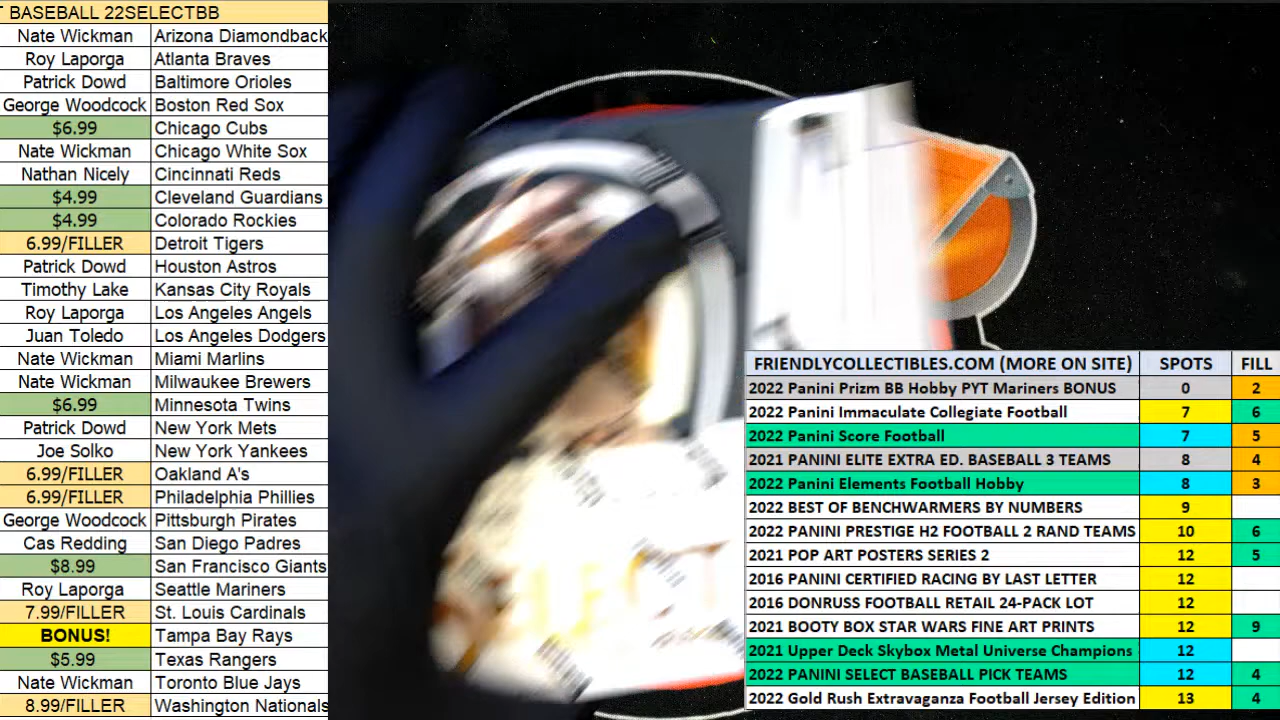 T BASEBALL 22SELECTBB
Nate Wickman Arizona Diamondback
Roy Laporga Atlanta Braves
Patrick Dowd Baltimore Orioles
George Woodcock Boston Red Sox
$6.99 Chicago Cubs
Nate Wickman Chicago White Sox
Nathan Nicely Cincinnati Reds
$4.99 Cleveland Guardians
$4.99 Colorado Rockies
6.99/FILLER Detroit Tigers
Patrick Dowd Houston Astros
Timothy Lake Kansas City Royals
Roy Laporga Los Angeles Angels
Juan Toledo Los Angeles Dodgers
Nate Wickman Miami Marlins
Nate Wickman Milwaukee Brewers
$6.99 Minnesota Twins
Patrick Dowd New York Mets
Joe Solko New York Yankees
6.99/FILLER Oakland A's
6.99/FILLER Philadelphia Phillies
George Woodcock Pittsburgh Pirates
Cas Redding San Diego Padres
$8.99 San Francisco Giants
Roy Laporga Seattle Mariners
7.99/FILLER St. Louis Cardinals
BONUS! Tampa Bay Rays
$5.99 Texas Rangers
Nate Wickman Toronto Blue Jays
8.99/FILLER Washington Nationals
FRIENDLYCOLLECTIBLES.COM (MORE ON SITE) SPOTS FILL
2022 Panini Prizm BB Hobby PYT Mariners BONUS 0 2
2022 Panini Immaculate Collegiate Football 7 6
2022 Panini Score Football 7 5
2021 PANINI ELITE EXTRA ED. BASEBALL 3 TEAMS 8 4
2022 Panini Elements Football Hobby 8 3
2022 BEST OF BENCHWARMERS BY NUMBERS 9
2022 PANINI PRESTIGE H2 FOOTBALL 2 RAND TEAMS 10 6
2021 POP ART POSTERS SERIES 2 12 5
2016 PANINI CERTIFIED RACING BY LAST LETTER 12
2016 DONRUSS FOOTBALL RETAIL 24-PACK LOT 12
2021 BOOTY BOX STAR WARS FINE ART PRINTS 12 9
2021 Upper Deck Skybox Metal Universe Champions 12
2022 PANINI SELECT BASEBALL PICK TEAMS 12 4
2022 Gold Rush Extravaganza Football Jersey Edition 13 4